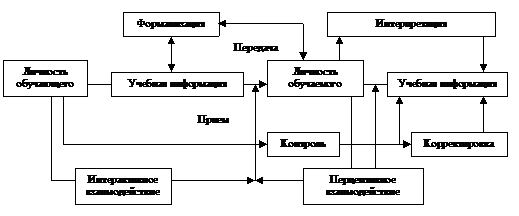 Формализация
Интерпретация
Передача
Личность
обучающего
Учебная информация
Личность
обучаемого
Учебная информация
Прием
Контроль
Корректировка
Интерактивное
взаимодействие
Перцептивное
взаимодействие